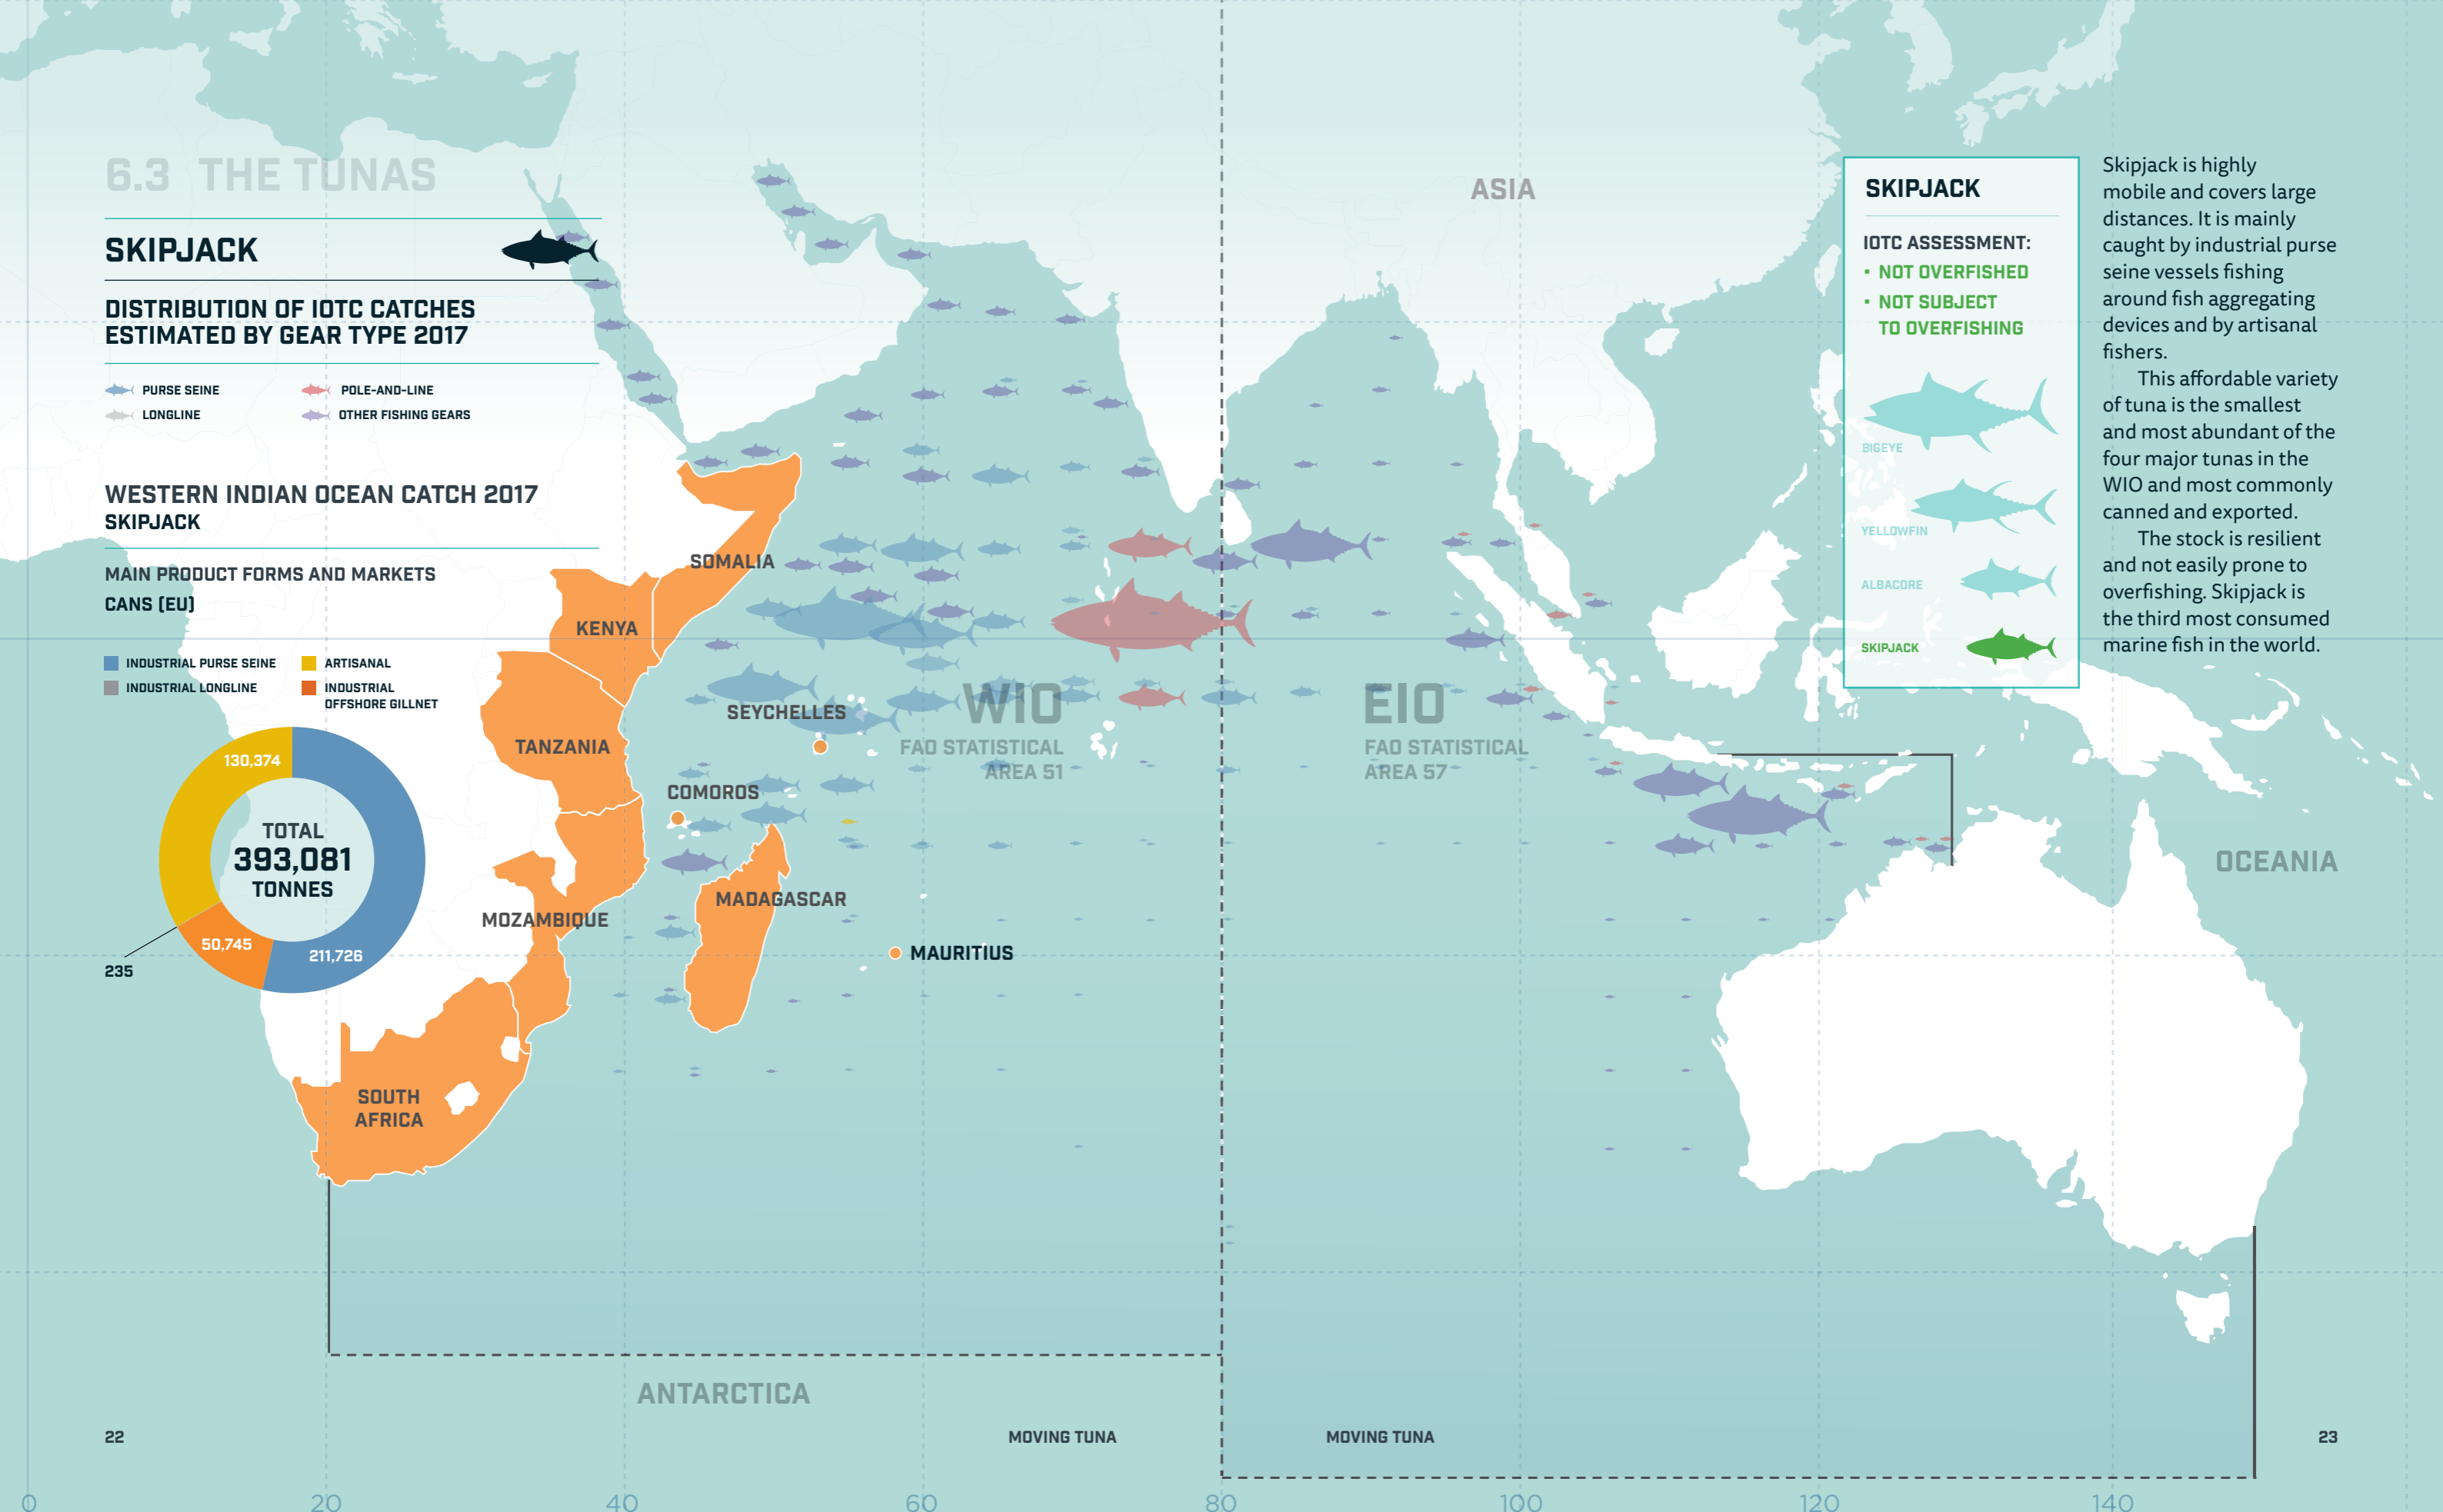 6.3 THE TUNAS
SKIPJACK
DISTRIBUTION OF IOTC CATCHES
ESTIMATED BY GEAR TYPE 2017
PURSE SEINE
POLE-AND-LINE
LONGLINE
OTHER FISHING GEARS
WESTERN INDIAN OCEAN CATCH 2017
SKIPJACK
MAIN PRODUCT FORMS AND MARKETS
CANS (EU)
INDUSTRIAL PURSE SEINE
ARTISANAL
INDUSTRIAL LONGLINE
INDUSTRIAL
OFFSHORE GILLNET
130,374
TOTAL
393,081
TONNES
50,745
211,726
235
SOMALIA
KENYA
TANZANIA
SEYCHELLES
COMOROS
MOZAMBIQUE
MADAGASCAR
MAURITIUS
SOUTH
AFRICA
WIO
FAO STATISTICAL
AREA 51
EIO
FAO STATISTICAL
AREA 57
ASIA
OCEANIA
ANTARCTICA
SKIPJACK
IOTC ASSESSMENT:
• NOT OVERFISHED
• NOT SUBJECT
TO OVERFISHING
BIGEYE
YELLOWFIN
ALBACORE
SKIPJACK
Skipjack is highly
mobile and covers large
distances. It is mainly
caught by industrial purse
seine vessels fishing
around fish aggregating
devices and by artisanal
fishers.
This affordable variety
of tuna is the smallest
and most abundant of the
four major tunas in the
WIO and most commonly
canned and exported.
The stock is resilient
and not easily prone to
overfishing. Skipjack is
the third most consumed
marine fish in the world.
22
MOVING TUNA
MOVING TUNA
23
0 20 40 60 80 100 120 140